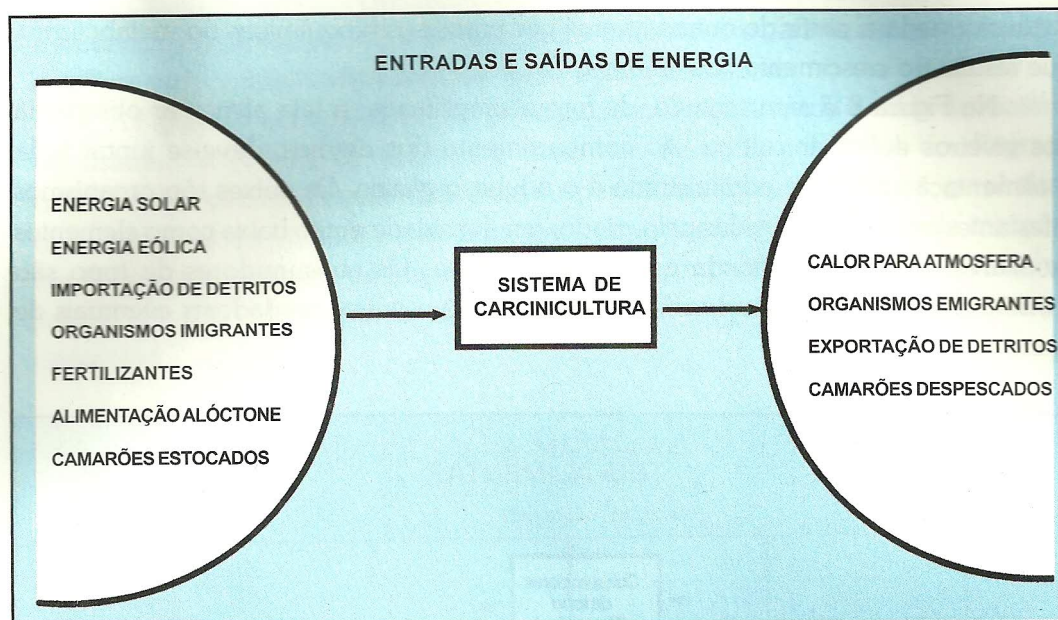 ENTRADAS E SAÍDAS DE ENERGIA
ENERGIA SOLAR
ENERGIA EÓLICA
IMPORTAÇÃO DE DETRITOS
ORGANISMOS IMIGRANTES
FERTILIZANTES
ALIMENTAÇÃO ALÓCTONE
CAMARÕES ESTOCADOS
SISTEMA DE
CARCINICULTURA
CALOR PARA ATMOSFERA
ORGANISMOS EMIGRANTES
EXPORTAÇÃO DE DETRITOS
CAMARÕES DESPESCADOS